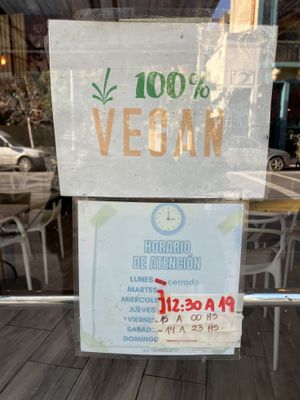 100%
VEGAN
HORARIO
DE ATENCIÓN
LUNES cerrado
MARTES
MIERCOLES 12:30 A 19
JUEVES
VIERNES 15 A 00 HS
SABADO 14 A 23 HS.
DOMINGO